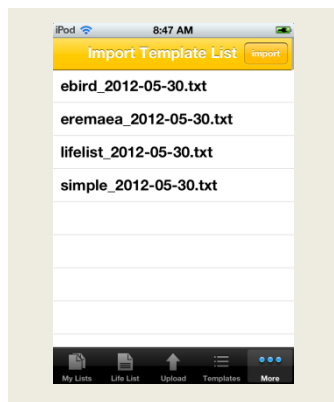 iPod 8:47 AM
Import Template List import
ebird_2012-05-30.txt
eremaea_2012-05-30.txt
lifelist_2012-05-30.txt
simple_2012-05-30.txt
My Lists Life List Upload Templates More